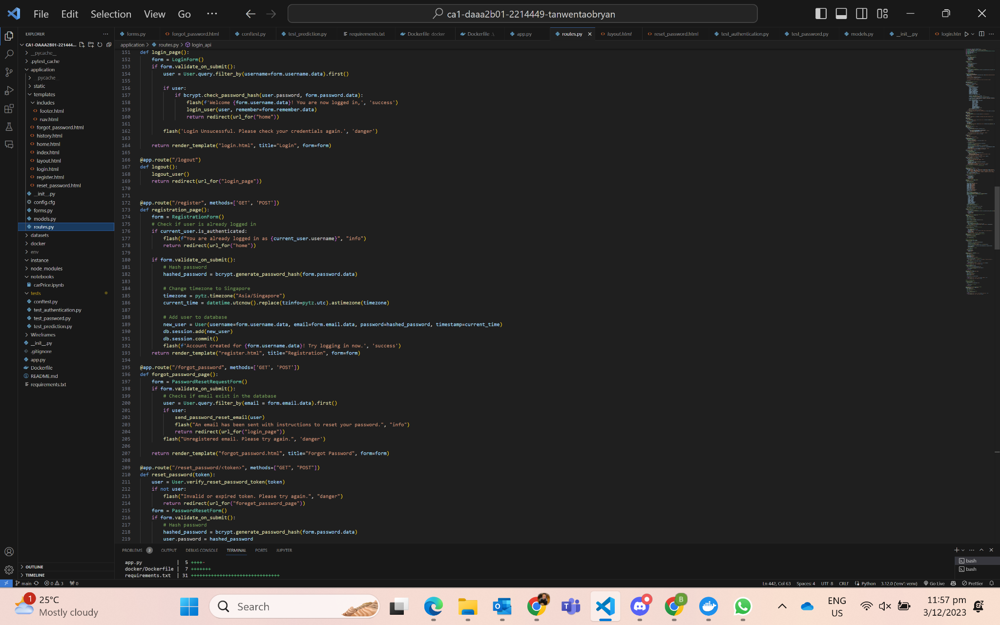 File Edit Selection View Go ··· ca1-daaa2b01-2214449-tanwentaobryan
EXPLORER ···
forms.py forgot_password.html conftest.py test_prediction.py requirements.txt Dockerfile docker Dockerfile .\ app.py routes.py layout.html reset_password.html test_authentication.py test_password.py models.py __init__.py login.htm
application > routes.py > login_api
CA1-DAAA2B01-221444...
__pycache__
.pytest_cache
application
__pycache__
static
templates
includes
footer.html
nav.html
forgot_password.html
history.html
home.html
index.html
layout.html
login.html
register.html
reset_password.html
__init__.py
config.cfg
forms.py
models.py
routes.py
datasets
docker
env
instance
node_modules
notebooks
carPrice.ipynb
tests
conftest.py
test_authentication.py
test_password.py
test_prediction.py
Wireframes
__init__.py
.gitignore
app.py
Dockerfile
README.md
requirements.txt
OUTLINE
TIMELINE
151 def login_page():
152 form = LoginForm()
153 if form.validate_on_submit():
154 user = User.query.filter_by(username=form.username.data).first()
155
156 if user:
157 if bcrypt.check_password_hash(user.password, form.password.data):
158 flash(f'Welcome {form.username.data}! You are now logged in,', 'success')
159 login_user(user, remember=form.remember.data)
160 return redirect(url_for("home"))
161
162 flash('Login Unsucessful. Please check your credentials again.', 'danger')
163
164 return render_template("login.html", title="Login", form=form)
165
166 @app.route("/logout")
167 def logout():
168 logout_user()
169 return redirect(url_for("login_page"))
170
171
172 @app.route("/register", methods=['GET', 'POST'])
173 def registration_page():
174 form = RegistrationForm()
175 # Check if user is already logged in
176 if current_user.is_authenticated:
177 flash(f"You are already logged in as {current_user.username}", "info")
178 return redirect(url_for("home"))
179
180 if form.validate_on_submit():
181 # Hash password
182 hashed_password = bcrypt.generate_password_hash(form.password.data)
183
184 # Change timezone to Singapore
185 timezone = pytz.timezone("Asia/Singapore")
186 current_time = datetime.utcnow().replace(tzinfo=pytz.utc).astimezone(timezone)
187
188 # Add user to database
189 new_user = User(username=form.username.data, email=form.email.data, password=hashed_password, timestamp=current_time)
190 db.session.add(new_user)
191 db.session.commit()
192 flash(f'Account created for {form.username.data}! Try logging in now.', 'success')
193 return render_template("register.html", title="Registration", form=form)
194
195 @app.route("/forgot_password", methods=['GET', 'POST'])
196 def forgot_password_page():
197 form = PasswordResetRequestForm()
198 if form.validate_on_submit():
199 # Checks if email exist in the database
200 user = User.query.filter_by(email = form.email.data).first()
201 if user:
202 send_password_reset_email(user)
203 flash("An email has been sent with instructions to reset your password.", "info")
204 return redirect(url_for("login_page"))
205 flash("Unregistered email. Please try again.", 'danger')
206
207 return render_template("forgot_password.html", title="Forgot Password", form=form)
208
209 @app.route("/reset_password/<token>", methods=["GET", "POST"])
210 def reset_password(token):
211 user = User.verify_reset_password_token(token)
212 if not user:
213 flash("Invalid or expired token. Please try again.", "danger")
214 return redirect(url_for("foreget_password_page"))
215 form = PasswordResetForm()
216 if form.validate_on_submit():
217 # Hash password
218 hashed_password = bcrypt.generate_password_hash(form.password.data)
219 user.password = hashed_password
PROBLEMS 3 OUTPUT DEBUG CONSOLE TERMINAL PORTS JUPYTER
app.py | 5 ++++-
docker/Dockerfile | 7 +++++++
requirements.txt | 31 +++++++++++++++++++++++++++++++
bash
bash
main 0 3 0 Ln 442, Col 63 Spaces: 4 UTF 8 CRLF Python 3.12.0 ('env': venv) Go Live Prettier
1 25°C
Mostly cloudy
Search
B
ENG
US
11:57 pm
3/12/2023